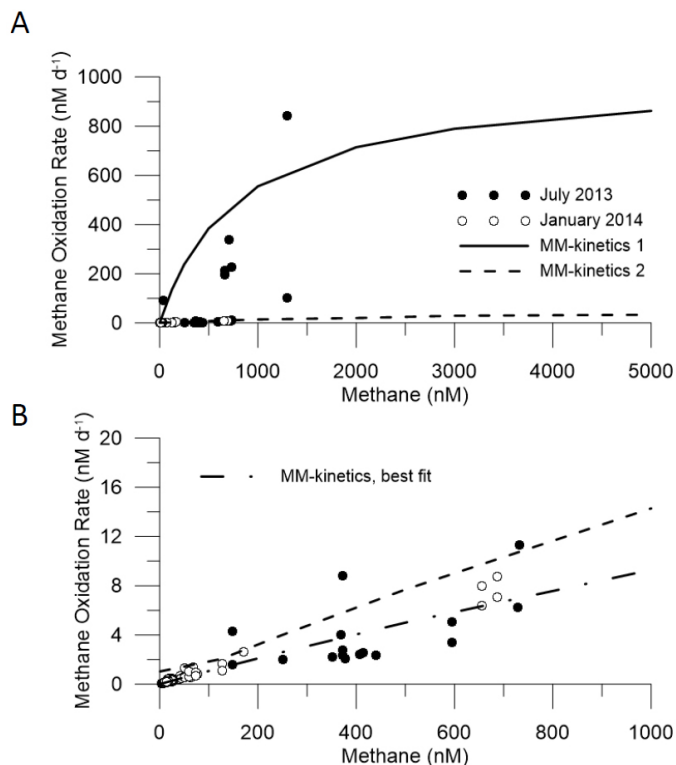 A
Methane Oxidation Rate (nM d⁻¹)
1000
800
600
400
200
0
July 2013
January 2014
MM-kinetics 1
MM-kinetics 2
0 1000 2000 3000 4000 5000
Methane (nM)
B
Methane Oxidation Rate (nM d⁻¹)
20
16
12
8
4
0
MM-kinetics, best fit
0 200 400 600 800 1000
Methane (nM)